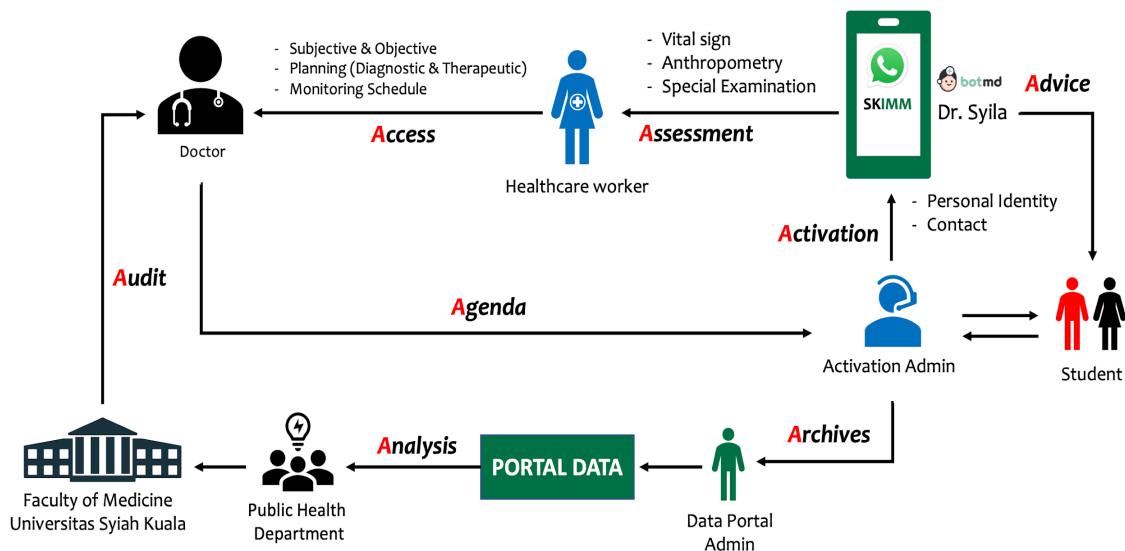 - Subjective & Objective
- Planning (Diagnostic & Therapeutic)
- Monitoring Schedule
- Vital sign
- Anthropometry
- Special Examination
SKIMM
botmd
Dr. Syila
Advice
Doctor
Access
Healthcare worker
Assessment
- Personal Identity
- Contact
Activation
Audit
Agenda
Activation Admin
Student
Archives
Analysis
PORTAL DATA
Faculty of Medicine
Universitas Syiah Kuala
Public Health
Department
Data Portal
Admin